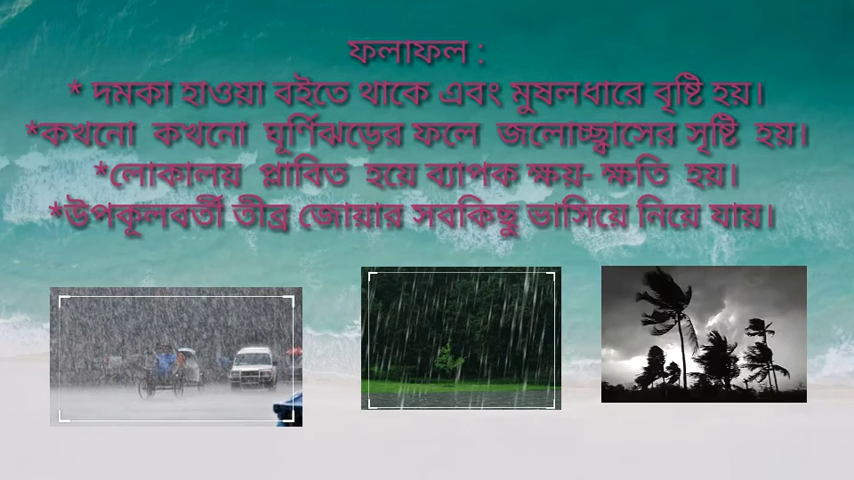 ফলাফল :
* দমকা হাওয়া বইতে থাকে এবং মুষলধারে বৃষ্টি হয়।
*কখনো কখনো ঘূর্ণিঝড়ের ফলে জলোচ্ছ্বাসের সৃষ্টি হয়।
*লোকালয় প্লাবিত হয়ে ব্যাপক ক্ষয়- ক্ষতি হয়।
*উপকূলবর্তী তীব্র জোয়ার সবকিছু ভাসিয়ে নিয়ে যায়।